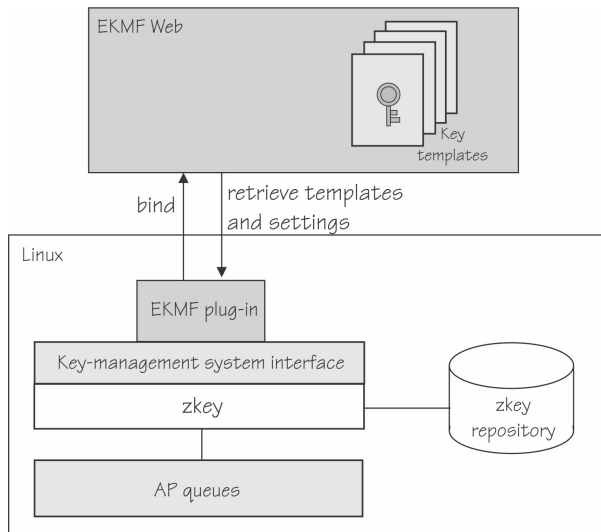 EKMF Web
Key
templates
bind
retrieve templates
and settings
Linux
EKMF plug-in
Key-management system interface
zkey
zkey
repository
AP queues